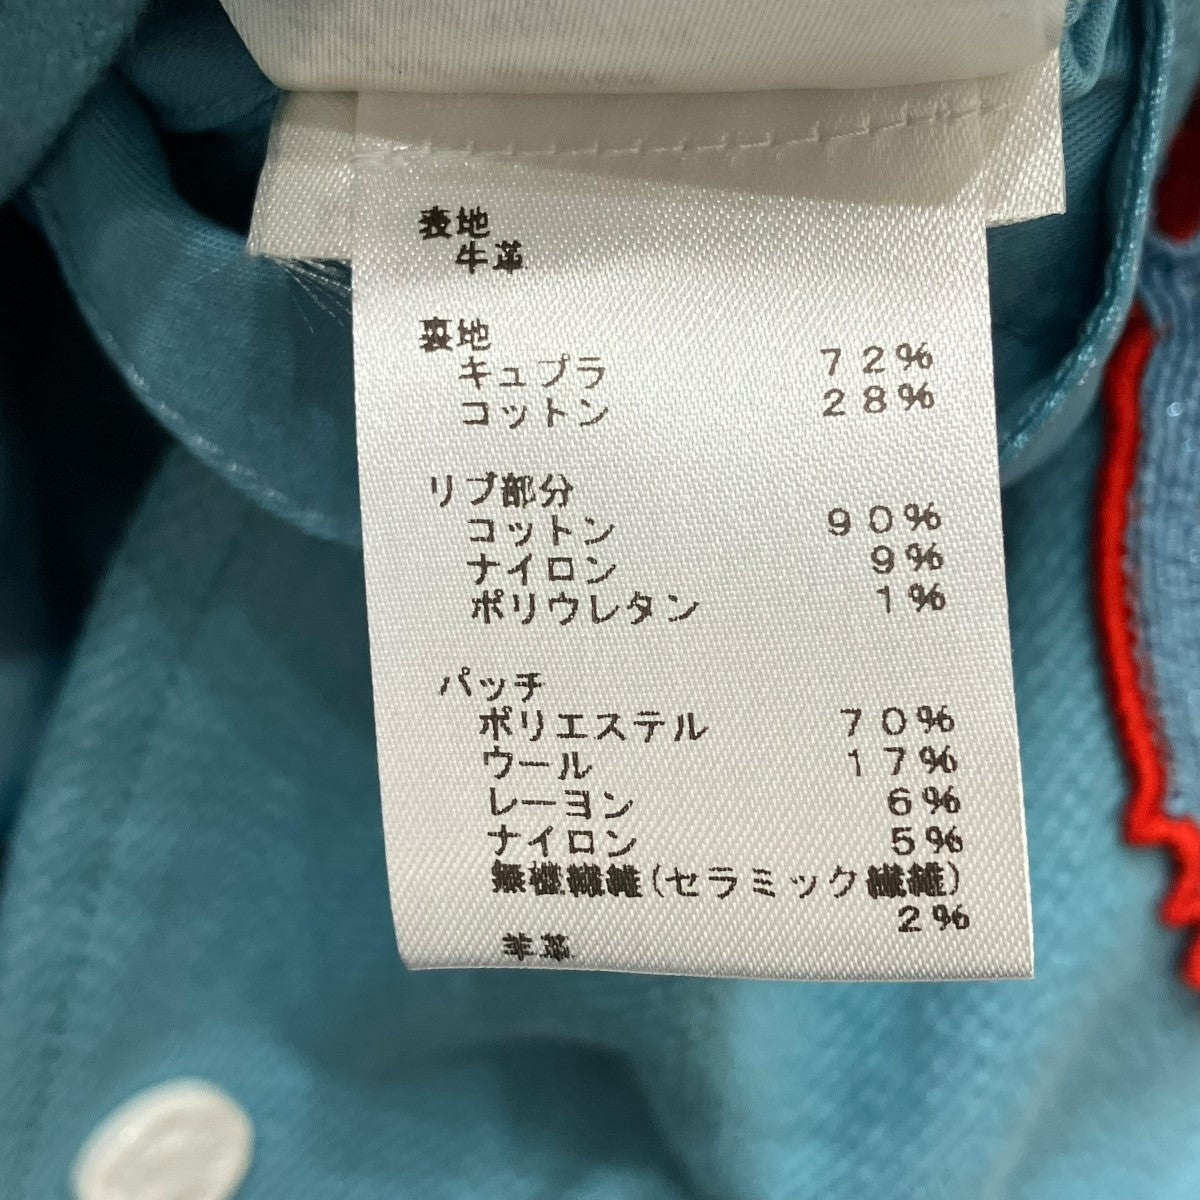 表地
牛革
裏地
キュプラ 72%
コットン 28%
リブ部分
コットン 90%
ナイロン 9%
ポリウレタン 1%
パッチ
ポリエステル 70%
ウール 17%
レーヨン 6%
ナイロン 5%
無機繊維(セラミック繊維)
2%
羊革